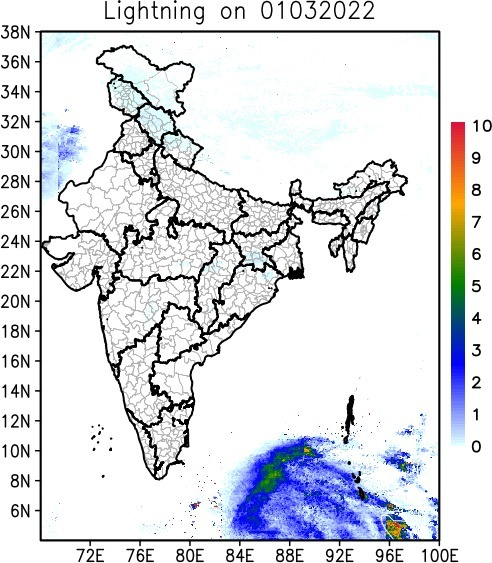 Lightning on 01032022
38N
36N
34N
32N
30N
28N
26N
24N
22N
20N
18N
16N
14N
12N
10N
8N
6N
72E 76E 80E 84E 88E 92E 96E 100E
10
9
8
7
6
5
4
3
2
1
0